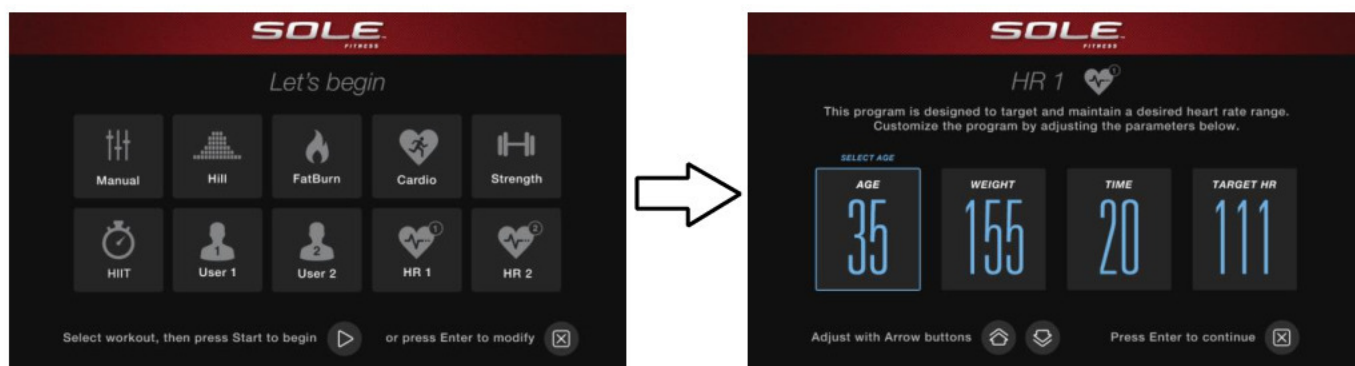 SOLE
FITNESS
Let's begin
Manual
Hill
FatBurn
Cardio
Strength
HIIT
1
User 1
2
User 2
1
HR 1
2
HR 2
Select workout, then press Start to begin
or press Enter to modify
SOLE
FITNESS
HR 1
1
This program is designed to target and maintain a desired heart rate range.
Customize the program by adjusting the parameters below.
SELECT AGE
AGE
35
WEIGHT
155
TIME
20
TARGET HR
111
Adjust with Arrow buttons
Press Enter to continue